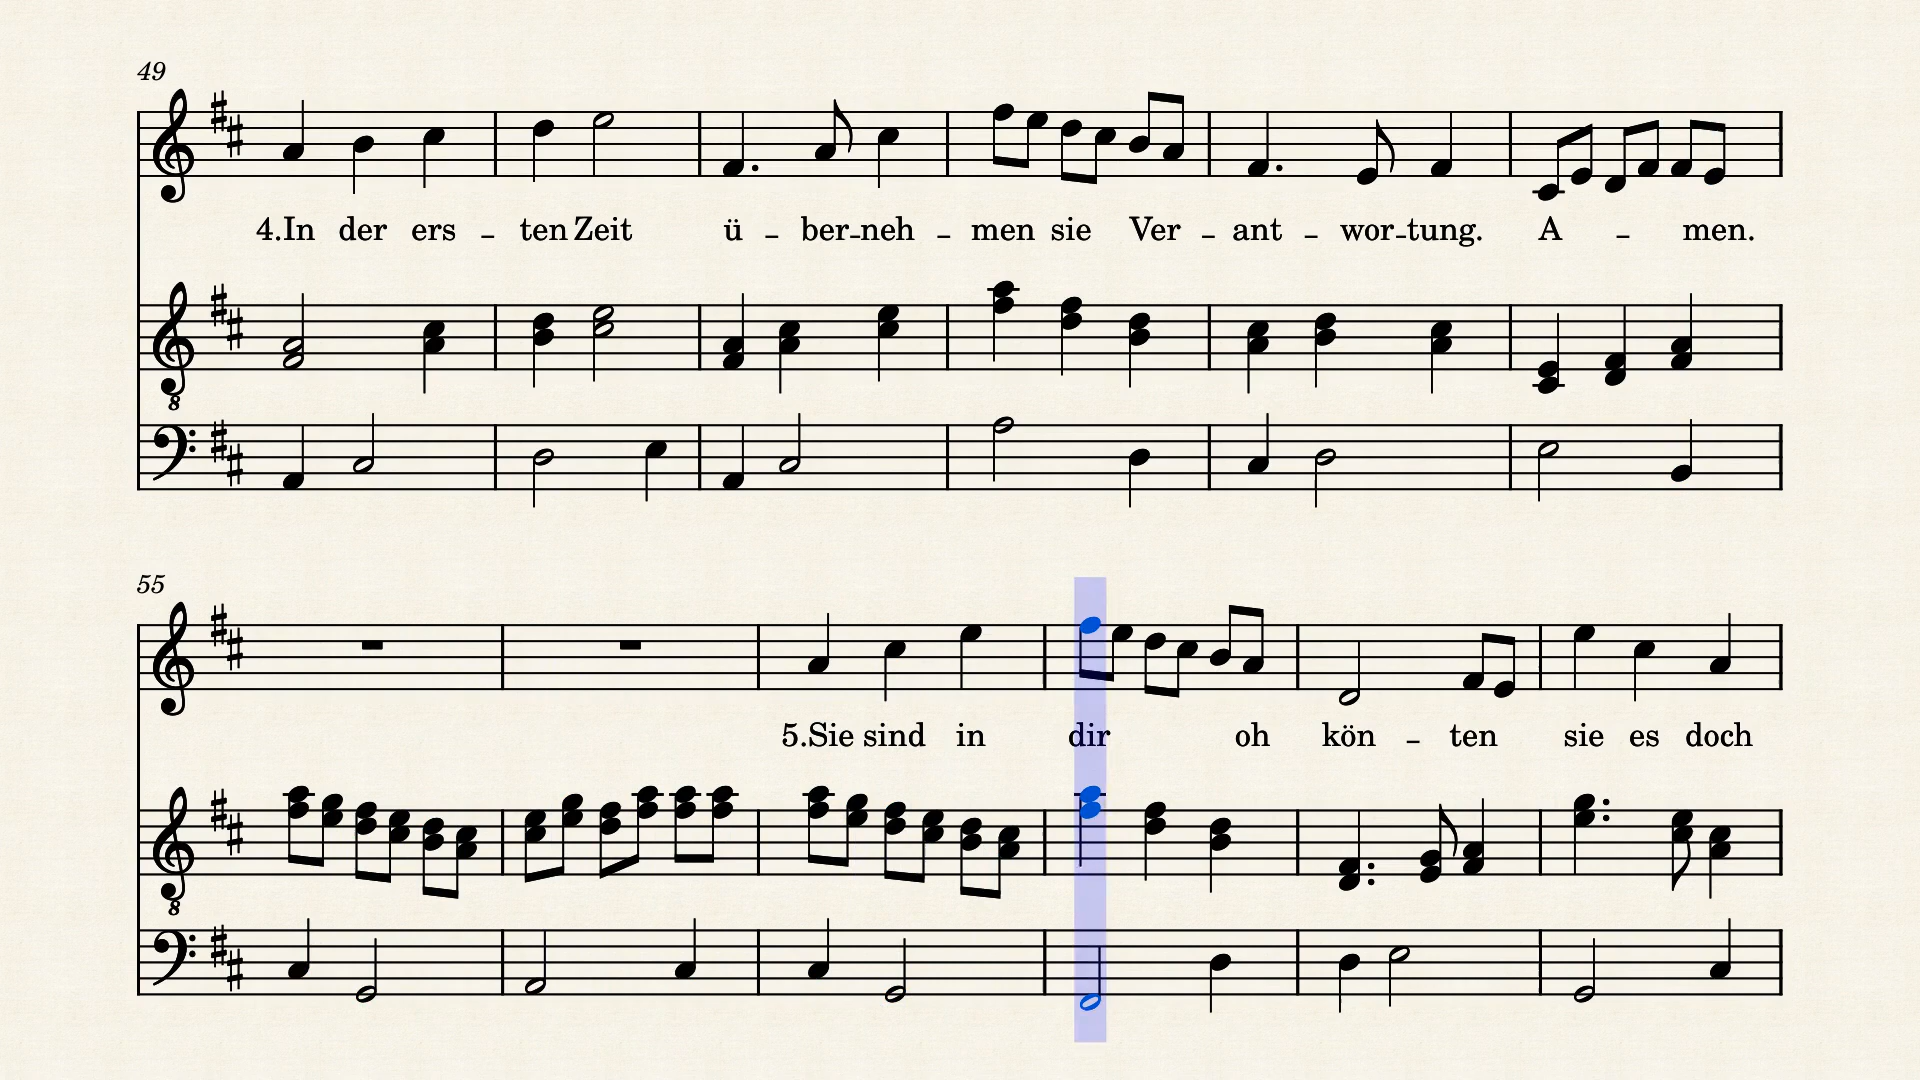 49
4.In der ers – ten Zeit ü – ber–neh – men sie Ver – ant – wor–tung. A – men.
8
55
5.Sie sind in dir oh kön – ten sie es doch
8